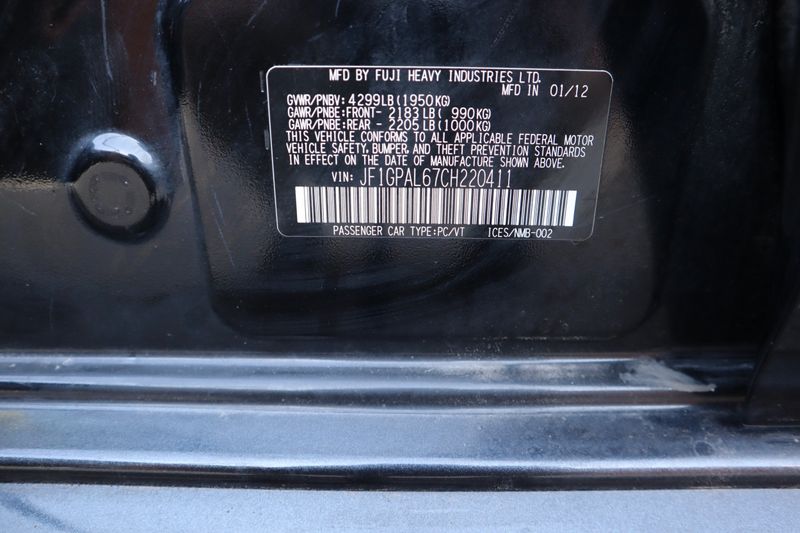 MFD BY FUJI HEAVY INDUSTRIES LTD.
MFD IN 01/12
GVWR/PNBV: 4299LB(1950KG)
GAWR/PNBE:FRONT- 2183LB( 990KG)
GAWR/PNBE:REAR - 2205LB(1000KG)
THIS VEHICLE CONFORMS TO ALL APPLICABLE FEDERAL MOTOR
VEHICLE SAFETY, BUMPER, AND THEFT PREVENTION STANDARDS
IN EFFECT ON THE DATE OF MANUFACTURE SHOWN ABOVE.
VIN: JF1GPAL67CH220411
PASSENGER CAR TYPE:PC/VT ICES/NMB-002